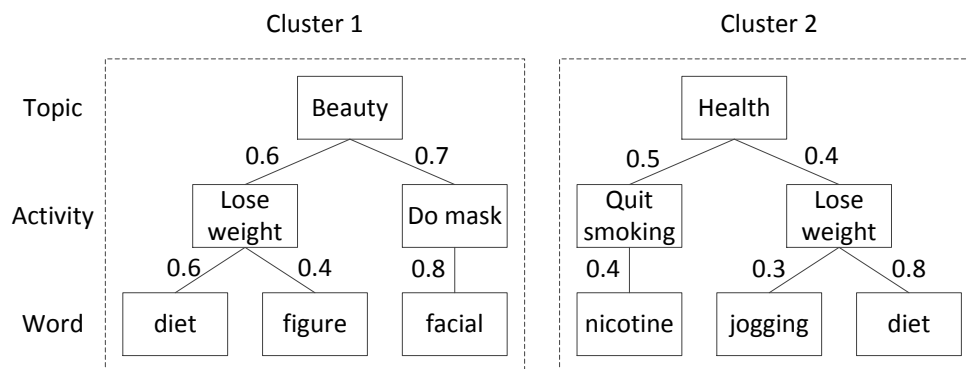 Cluster 1 Cluster 2
Topic Beauty Health
0.6 0.7 0.5 0.4
Activity Lose weight Do mask Quit smoking Lose weight
0.6 0.4 0.8 0.4 0.3 0.8
Word diet figure facial nicotine jogging diet